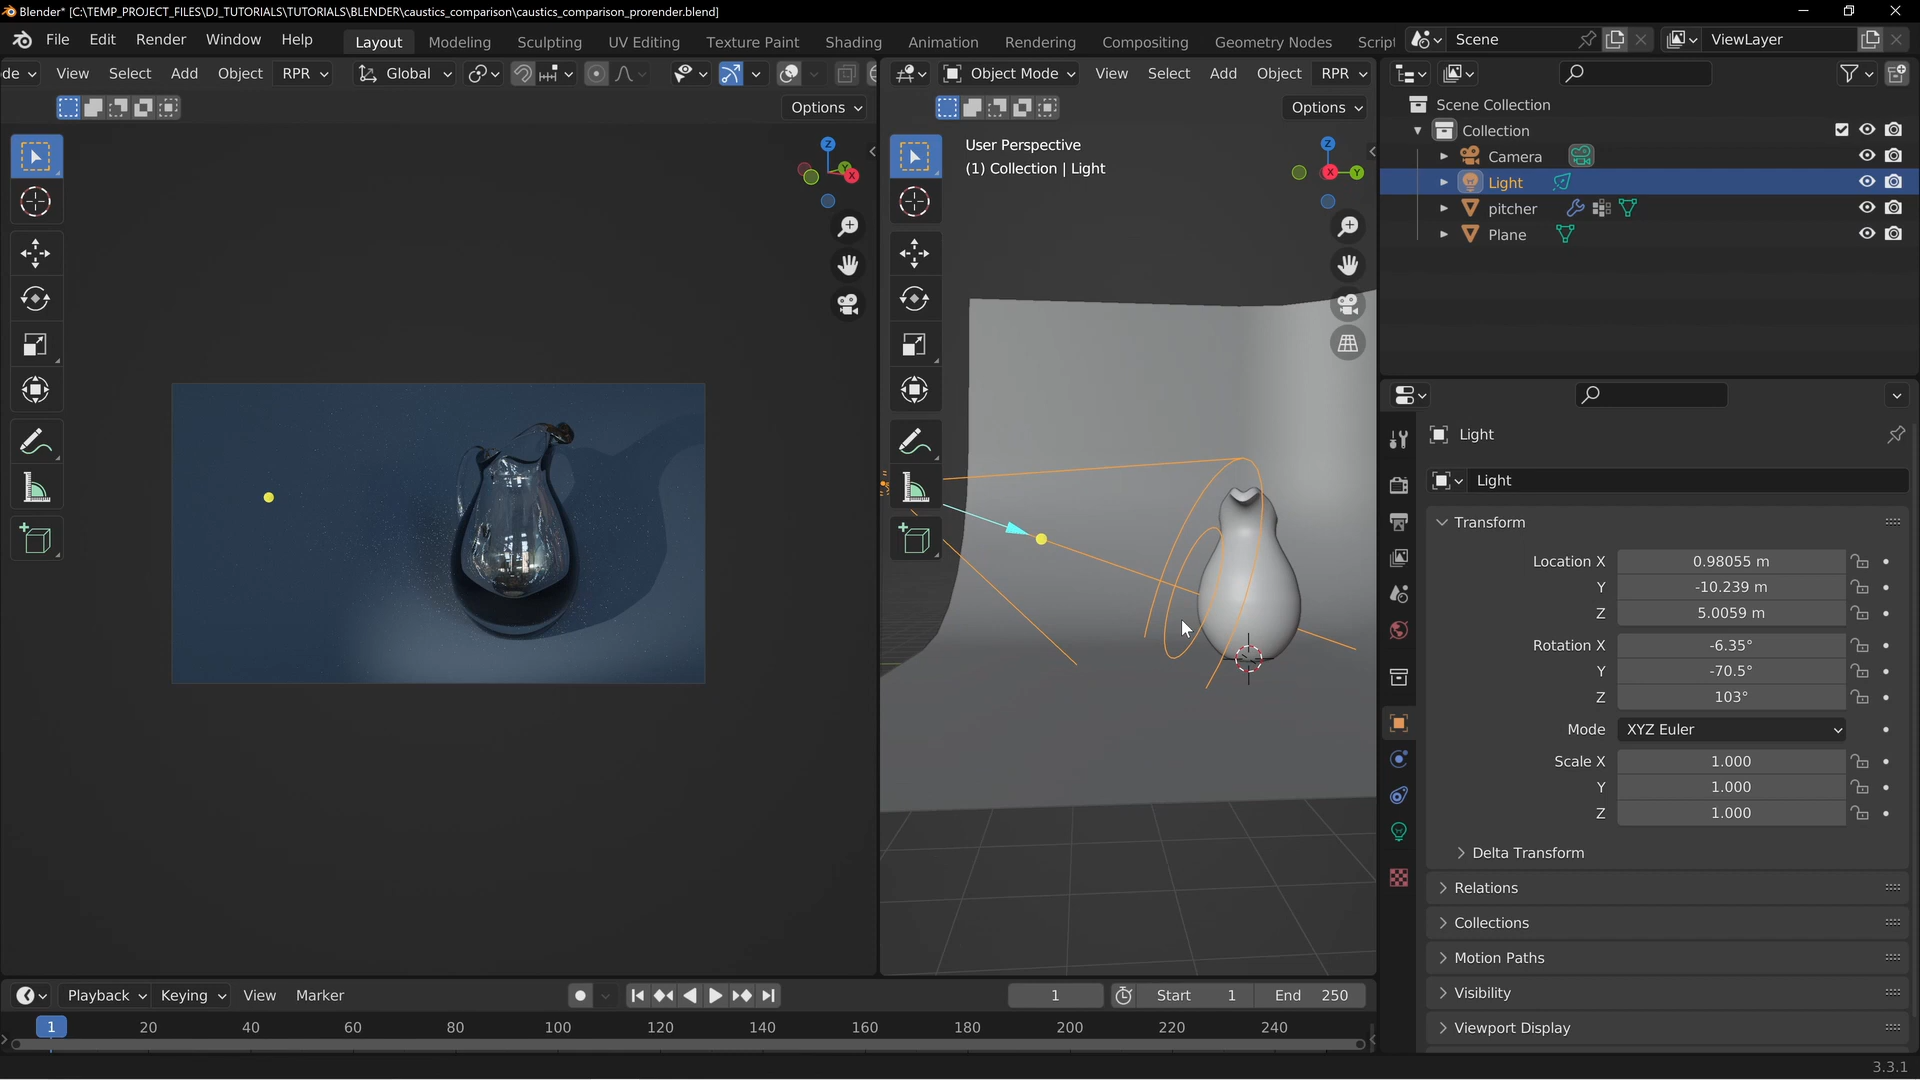 Blender* [C:\TEMP_PROJECT_FILES\DJ_TUTORIALS\TUTORIALS\BLENDER\caustics_comparison\caustics_comparison_prorender.blend]
File Edit Render Window Help Layout Modeling Sculpting UV Editing Texture Paint Shading Animation Rendering Compositing Geometry Nodes Script Scene ViewLayer
de View Select Add Object RPR Global
Object Mode View Select Add Object RPR
Options
Options
User Perspective
(1) Collection | Light
Z
Y
X
Z
X
Y
Scene Collection
Collection
Camera
Light
pitcher
Plane
Light
Light
Transform
Location X 0.98055 m
Y -10.239 m
Z 5.0059 m
Rotation X -6.35°
Y -70.5°
Z 103°
Mode XYZ Euler
Scale X 1.000
Y 1.000
Z 1.000
Delta Transform
Relations
Collections
Motion Paths
Visibility
Viewport Display
Playback Keying View Marker 1 Start 1 End 250
1 20 40 60 80 100 120 140 160 180 200 220 240
3.3.1